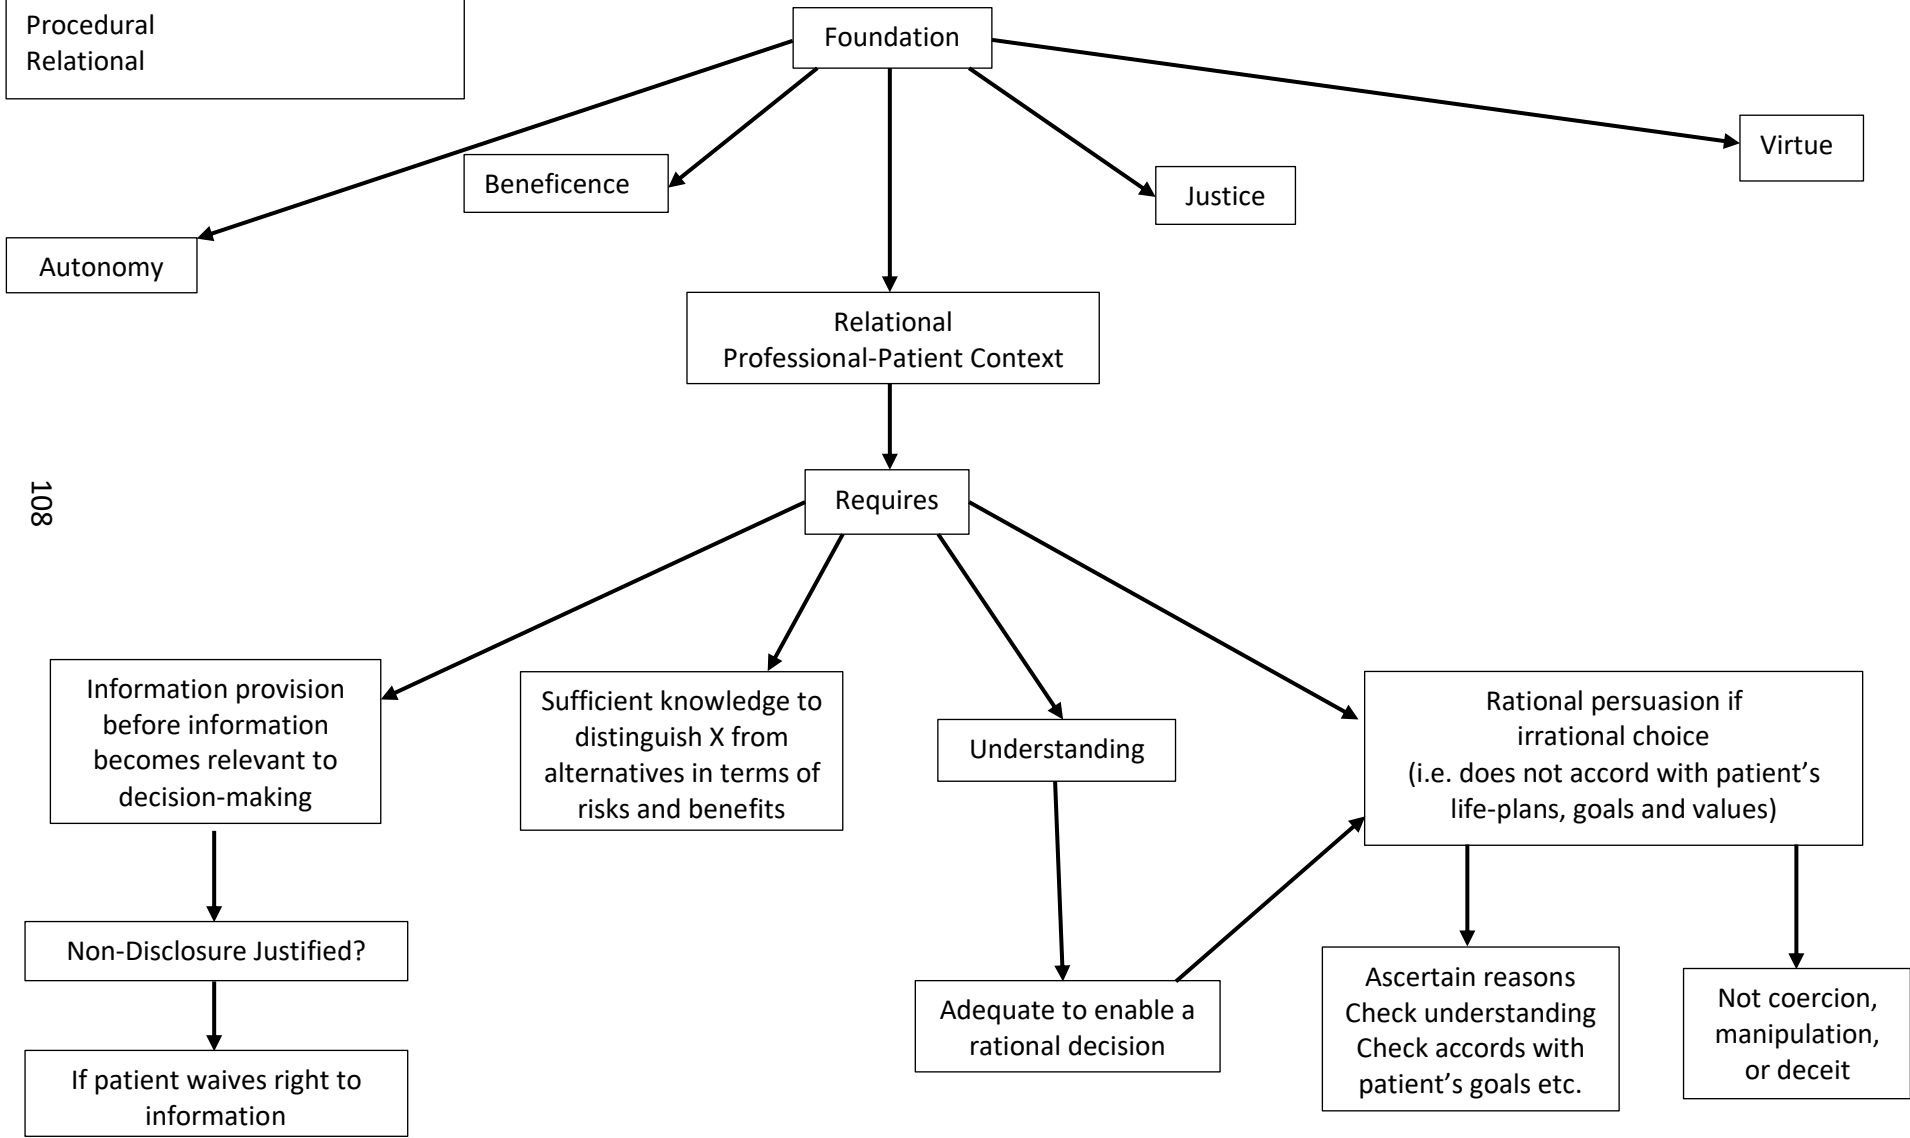 Procedural
Relational
Foundation
Virtue
Beneficence
Justice
Autonomy
Relational
Professional-Patient Context
108
Requires
Information provision
before information
becomes relevant to
decision-making
Sufficient knowledge to
distinguish X from
alternatives in terms of
risks and benefits
Understanding
Rational persuasion if
irrational choice
(i.e. does not accord with patient’s
life-plans, goals and values)
Non-Disclosure Justified?
Adequate to enable a
rational decision
Ascertain reasons
Check understanding
Check accords with
patient’s goals etc.
Not coercion,
manipulation,
or deceit
If patient waives right to
information